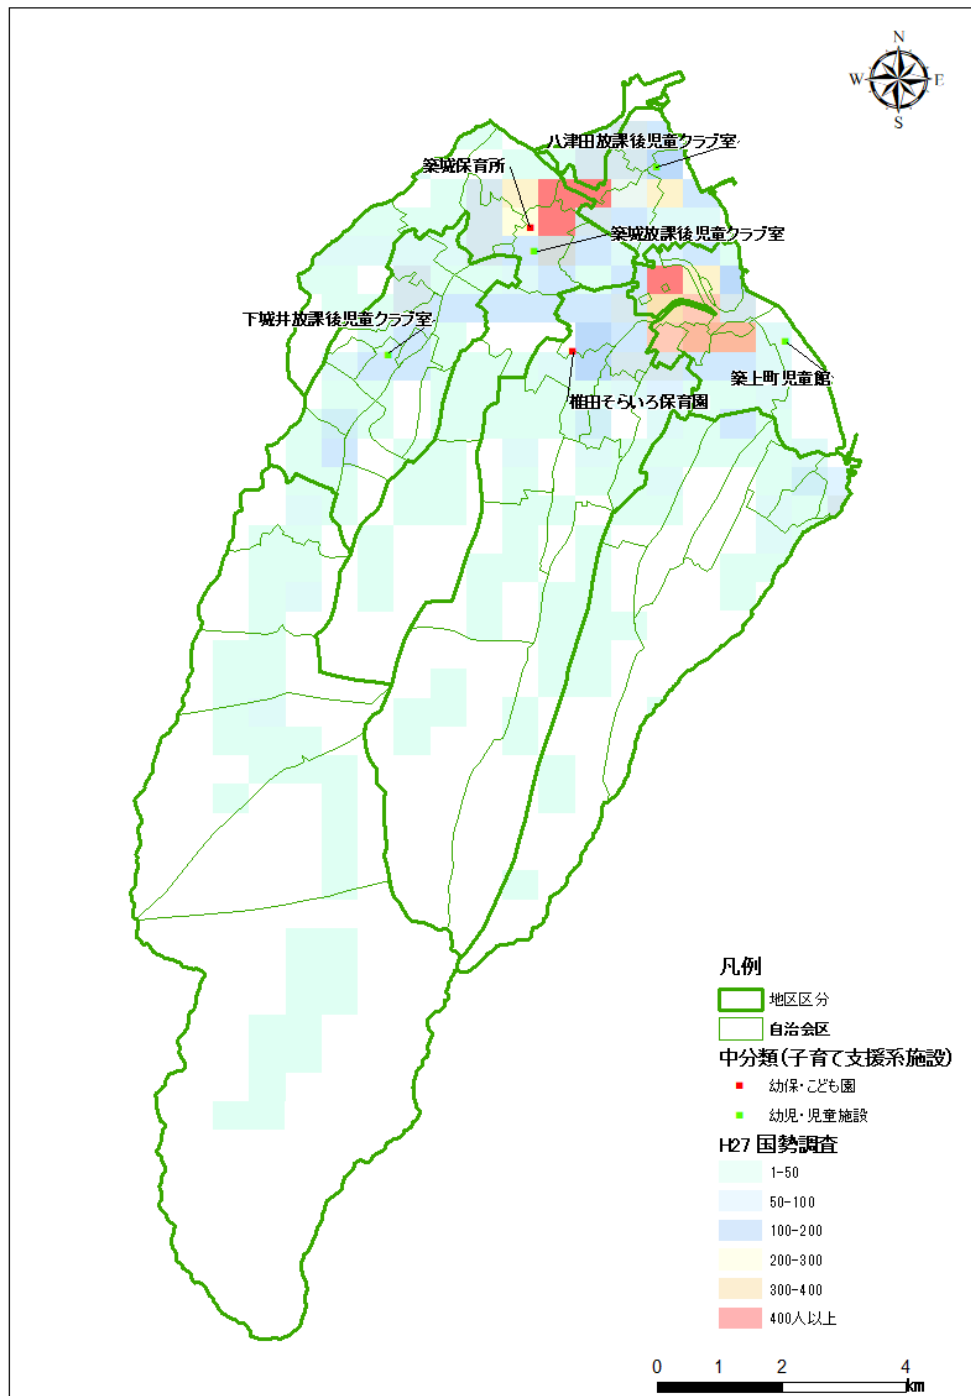 N
W E
S
八津田放課後児童クラブ室
築城保育所
築城放課後児童クラブ室
下城井放課後児童クラブ室
築上町児童館
椎田そらいろ保育園
凡例
地区区分
自治会区
中分類(子育て支援系施設)
幼保・こども園
幼児・児童施設
H27 国勢調査
1-50
50-100
100-200
200-300
300-400
400人以上
0 1 2 4
km